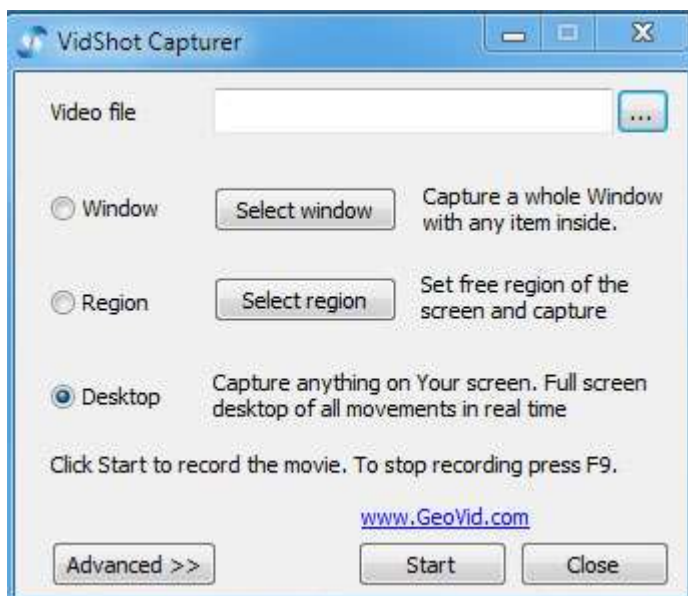 VidShot Capturer
Video file
...
Window
Select window
Capture a whole Window
with any item inside.
Region
Select region
Set free region of the
screen and capture
Desktop
Capture anything on Your screen. Full screen
desktop of all movements in real time
Click Start to record the movie. To stop recording press F9.
www.GeoVid.com
Advanced >>
Start
Close